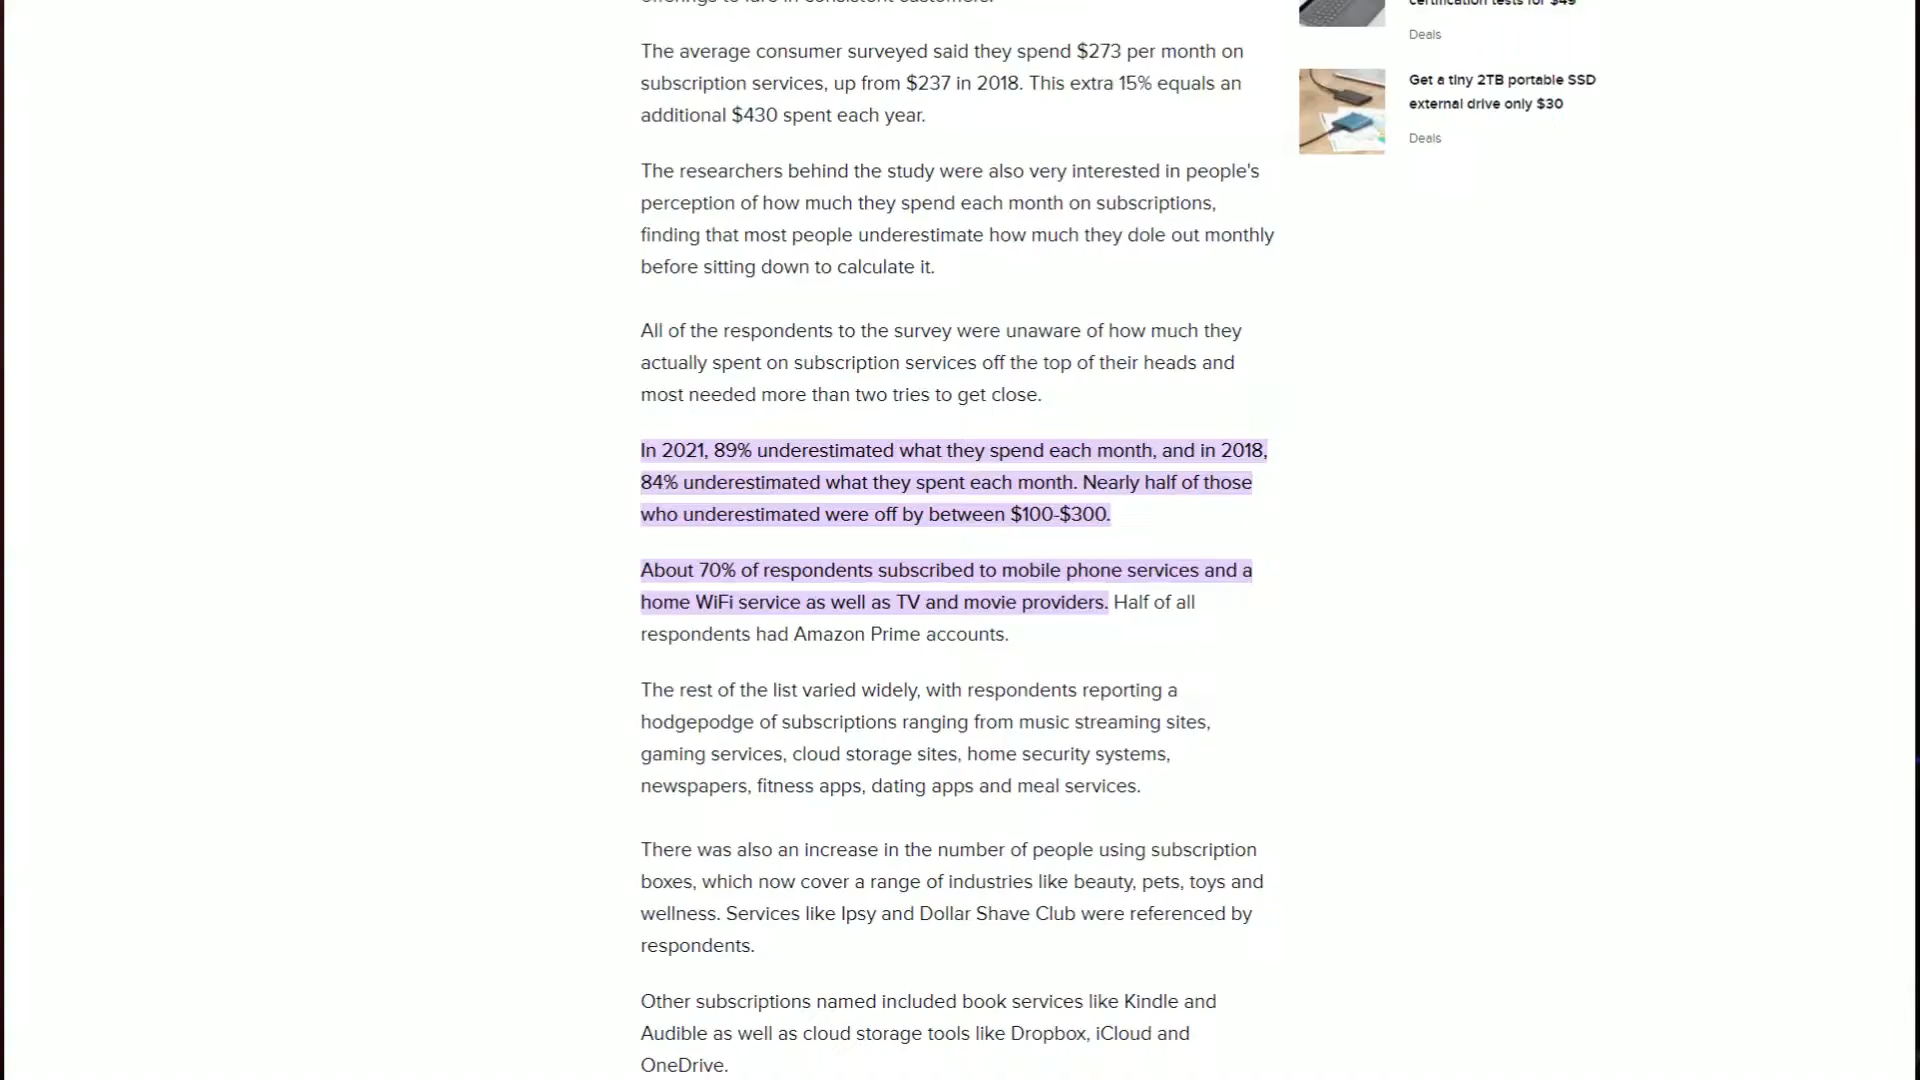 The average consumer surveyed said they spend $273 per month on
subscription services, up from $237 in 2018. This extra 15% equals an
additional $430 spent each year.
The researchers behind the study were also very interested in people's
perception of how much they spend each month on subscriptions,
finding that most people underestimate how much they dole out monthly
before sitting down to calculate it.
All of the respondents to the survey were unaware of how much they
actually spent on subscription services off the top of their heads and
most needed more than two tries to get close.
In 2021, 89% underestimated what they spend each month, and in 2018,
84% underestimated what they spent each month. Nearly half of those
who underestimated were off by between $100-$300.
About 70% of respondents subscribed to mobile phone services and a
home WiFi service as well as TV and movie providers. Half of all
respondents had Amazon Prime accounts.
The rest of the list varied widely, with respondents reporting a
hodgepodge of subscriptions ranging from music streaming sites,
gaming services, cloud storage sites, home security systems,
newspapers, fitness apps, dating apps and meal services.
There was also an increase in the number of people using subscription
boxes, which now cover a range of industries like beauty, pets, toys and
wellness. Services like Ipsy and Dollar Shave Club were referenced by
respondents.
Other subscriptions named included book services like Kindle and
Audible as well as cloud storage tools like Dropbox, iCloud and
OneDrive.
certification tests for $49
Deals
Get a tiny 2TB portable SSD
external drive only $30
Deals